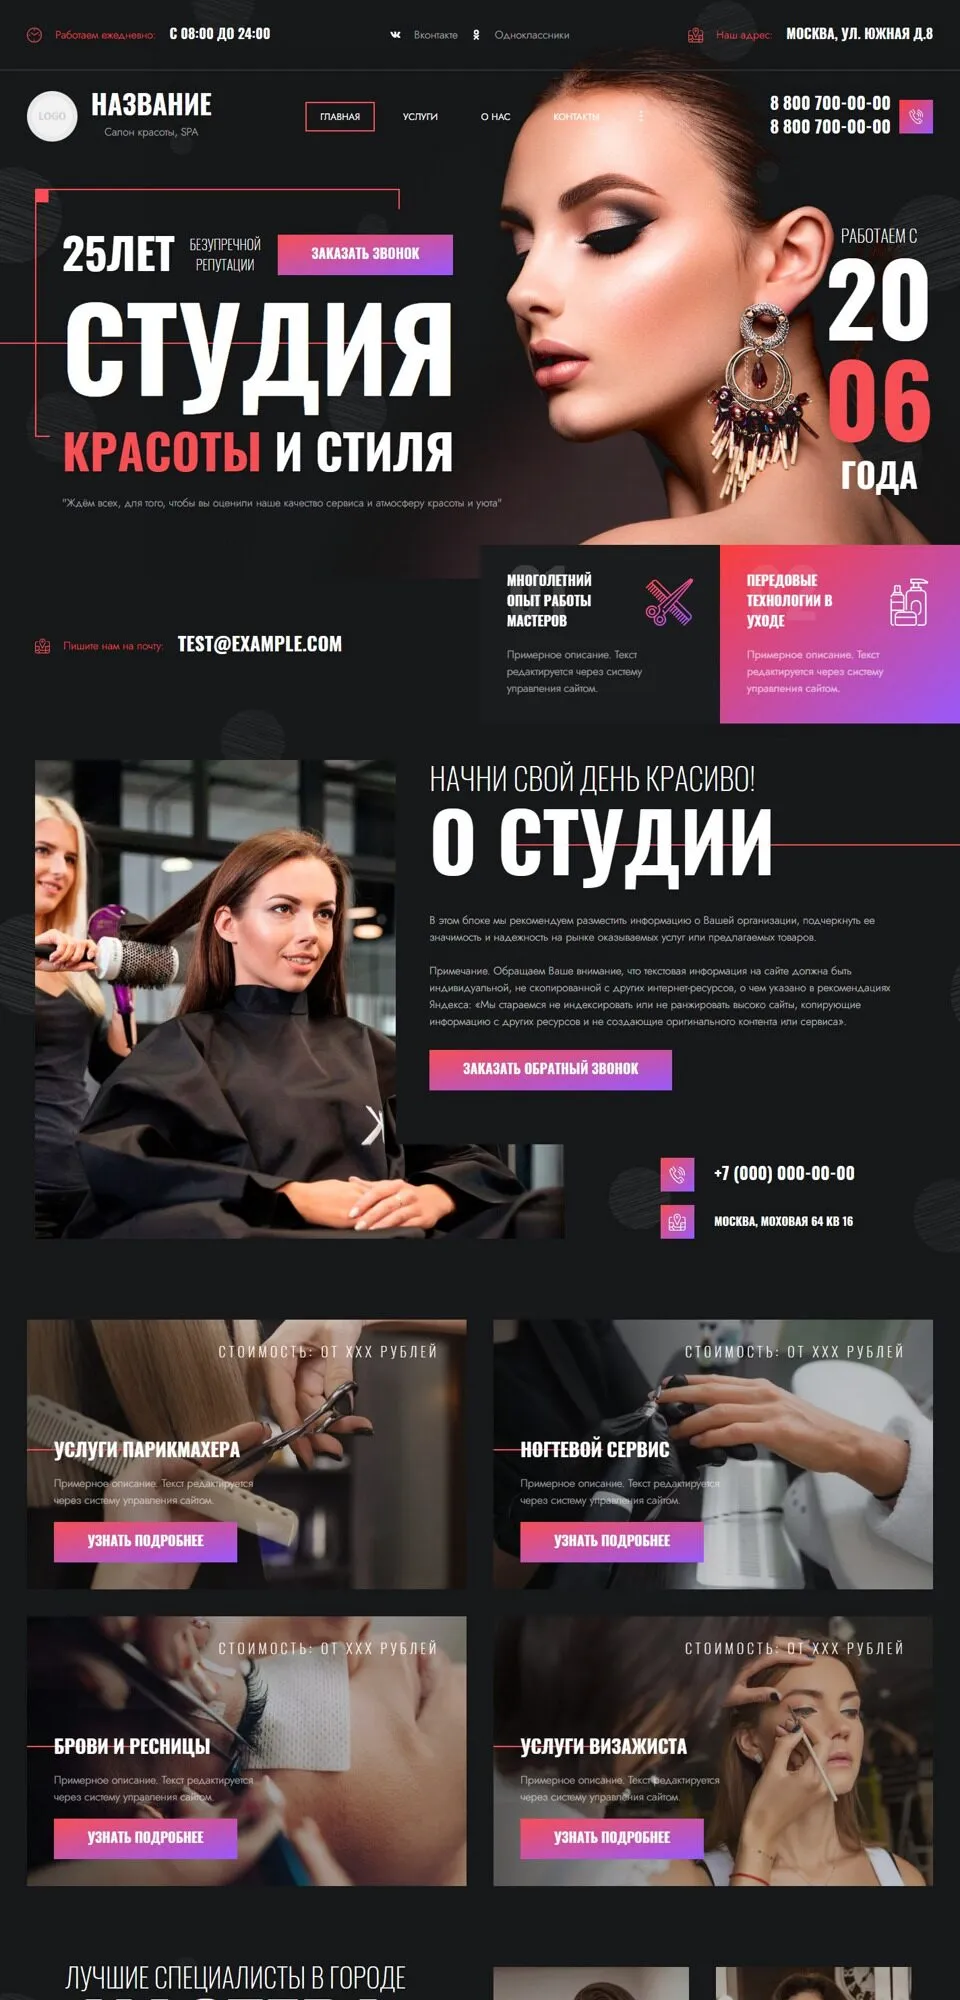 Работаем ежедневно: С 08:00 ДО 24:00
Вконтакте Одноклассники
Наш адрес: МОСКВА, УЛ. ЮЖНАЯ Д.8
LOGO
НАЗВАНИЕ
Салон красоты, SPA
ГЛАВНАЯ УСЛУГИ О НАС КОНТАКТЫ
8 800 700-00-00
8 800 700-00-00
25ЛЕТ
БЕЗУПРЕЧНОЙ
РЕПУТАЦИИ
ЗАКАЗАТЬ ЗВОНОК
СТУДИЯ
КРАСОТЫ И СТИЛЯ
"Ждём всех, для того, чтобы вы оценили наше качество сервиса и атмосферу красоты и уюта"
РАБОТАЕМ С
20
06
ГОДА
Пишите нам на почту: TEST@EXAMPLE.COM
01
МНОГОЛЕТНИЙ
ОПЫТ РАБОТЫ
МАСТЕРОВ
Примерное описание. Текст
редактируется через систему
управления сайтом.
02
ПЕРЕДОВЫЕ
ТЕХНОЛОГИИ В
УХОДЕ
Примерное описание. Текст
редактируется через систему
управления сайтом.
НАЧНИ СВОЙ ДЕНЬ КРАСИВО!
О СТУДИИ
В этом блоке мы рекомендуем разместить информацию о Вашей организации, подчеркнуть ее
значимость и надежность на рынке оказываемых услуг или предлагаемых товаров.
Примечание. Обращаем Ваше внимание, что текстовая информация на сайте должна быть
индивидуальной, не скопированной с других интернет-ресурсов, о чем указано в рекомендациях
Яндекса: «Мы стараемся не индексировать или не ранжировать высоко сайты, копирующие
информацию с других ресурсов и не создающие оригинального контента или сервиса».
ЗАКАЗАТЬ ОБРАТНЫЙ ЗВОНОК
+7 (000) 000-00-00
МОСКВА, МОХОВАЯ 64 КВ 16
СТОИМОСТЬ: ОТ XXX РУБЛЕЙ
УСЛУГИ ПАРИКМАХЕРА
Примерное описание. Текст редактируется
через систему управления сайтом.
УЗНАТЬ ПОДРОБНЕЕ
СТОИМОСТЬ: ОТ XXX РУБЛЕЙ
НОГТЕВОЙ СЕРВИС
Примерное описание. Текст редактируется
через систему управления сайтом.
УЗНАТЬ ПОДРОБНЕЕ
СТОИМОСТЬ: ОТ XXX РУБЛЕЙ
БРОВИ И РЕСНИЦЫ
Примерное описание. Текст редактируется
через систему управления сайтом.
УЗНАТЬ ПОДРОБНЕЕ
СТОИМОСТЬ: ОТ XXX РУБЛЕЙ
УСЛУГИ ВИЗАЖИСТА
Примерное описание. Текст редактируется
через систему управления сайтом.
УЗНАТЬ ПОДРОБНЕЕ
ЛУЧШИЕ СПЕЦИАЛИСТЫ В ГОРОДЕ